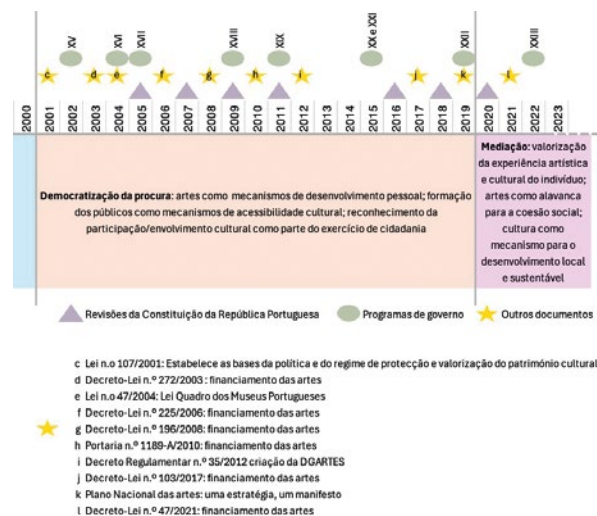 XV
XVI
XVII
XVIII
XIX
XX e XXI
XXII
XXIII
c
d
e
f
g
h
i
j
k
l
2000
2001
2002
2003
2004
2005
2006
2007
2008
2009
2010
2011
2012
2013
2014
2015
2016
2017
2018
2019
2020
2021
2022
2023
Democratização da procura: artes como mecanismos de desenvolvimento pessoal; formação
dos públicos como mecanismos de acessibilidade cultural; reconhecimento da
participação/envolvimento cultural como parte do exercício de cidadania
Mediação: valorização
da experiência artística
e cultural do indivíduo;
artes como alavanca
para a coesão social;
cultura como
mecanismo para o
desenvolvimento local
e sustentável
Revisões da Constituição da República Portuguesa
Programas de governo
Outros documentos
c Lei n.o 107/2001: Estabelece as bases da política e do regime de protecção e valorização do património cultural
d Decreto-Lei n.º 272/2003 : financiamento das artes
e Lei n.o 47/2004: Lei Quadro dos Museus Portugueses
f Decreto-Lei n.º 225/2006: financiamento das artes
g Decreto-Lei n.º 196/2008: financiamento das artes
h Portaria n.º 1189-A/2010: financiamento das artes
i Decreto Regulamentar n.º 35/2012 criação da DGARTES
j Decreto-Lei n.º 103/2017: financiamento das artes
k Plano Nacional das artes: uma estratégia, um manifesto
l Decreto-Lei n.º 47/2021: financiamento das artes